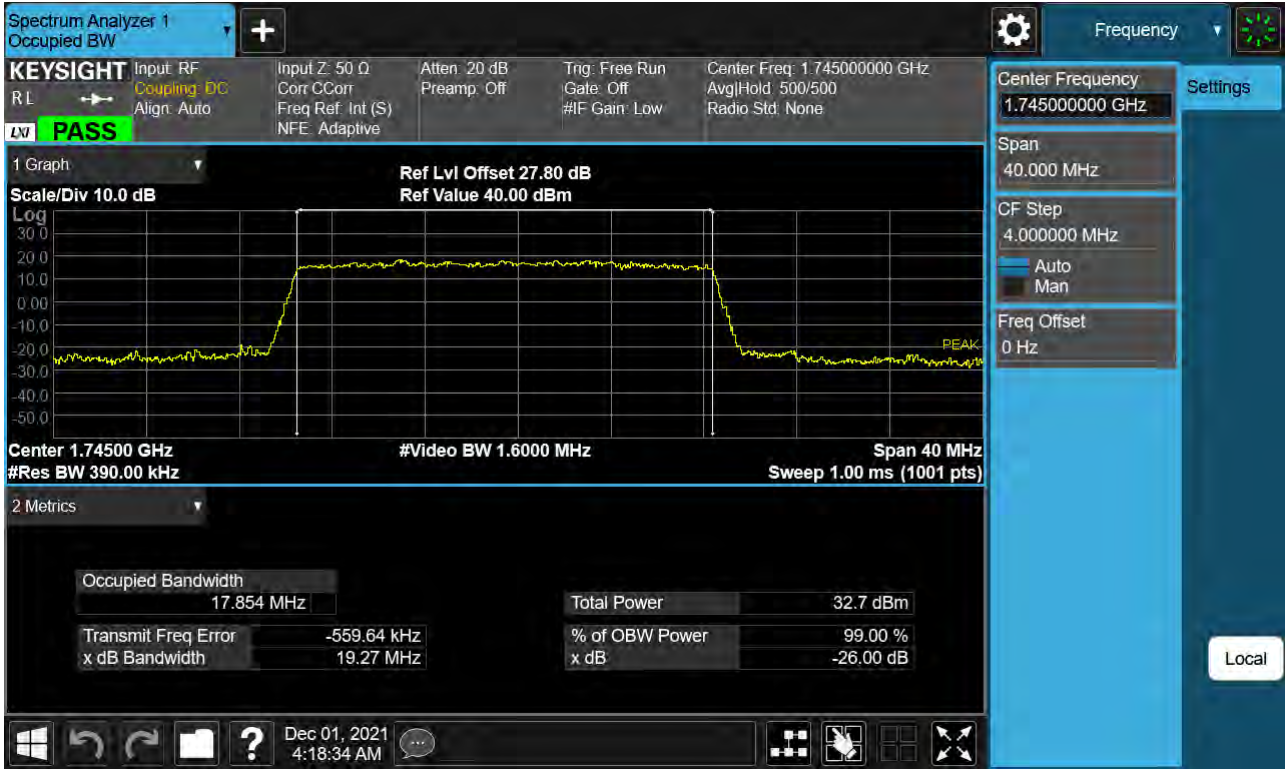 Spectrum Analyzer 1
Occupied BW
Frequency
KEYSIGHT
RL
LXI PASS
Input: RF
Coupling: DC
Align: Auto
Input Z: 50 Ω
Corr CCorr
Freq Ref: Int (S)
NFE: Adaptive
Atten: 20 dB
Preamp: Off
Trig: Free Run
Gate: Off
#IF Gain: Low
Center Freq: 1.745000000 GHz
Avg|Hold: 500/500
Radio Std: None
Center Frequency
1.745000000 GHz
Settings
Span
40.000 MHz
CF Step
4.000000 MHz
Auto
Man
Freq Offset
0 Hz
Local
1 Graph
Scale/Div 10.0 dB
Ref Lvl Offset 27.80 dB
Ref Value 40.00 dBm
Log
30.0
20.0
10.0
0.00
-10.0
-20.0
-30.0
-40.0
-50.0
PEAK
Center 1.74500 GHz
#Video BW 1.6000 MHz
Span 40 MHz
#Res BW 390.00 kHz
Sweep 1.00 ms (1001 pts)
2 Metrics
Occupied Bandwidth
17.854 MHz
Total Power 32.7 dBm
Transmit Freq Error -559.64 kHz
% of OBW Power 99.00 %
x dB Bandwidth 19.27 MHz
x dB -26.00 dB
?
Dec 01, 2021
4:18:34 AM